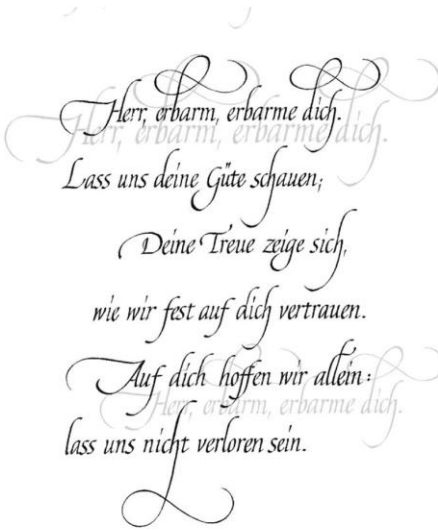 Herr, erbarm, erbarme dich.
Herr, erbarm, erbarme dich.
Lass uns deine Güte schauen;
Deine Treue zeige sich,
wie wir fest auf dich vertrauen.
Auf dich hoffen wir allein:
Herr, erbarm, erbarme dich.
lass uns nicht verloren sein.